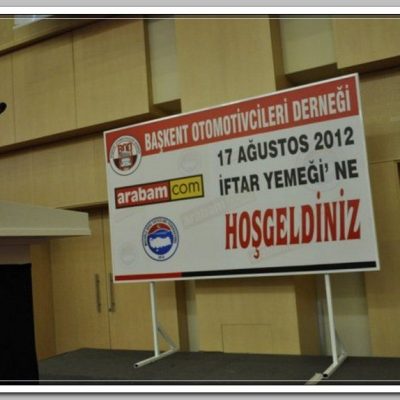 BAŞKENT OTOMOTİVCİLERİ DERNEĞİ
17 AĞUSTOS 2012
arabam.com
İFTAR YEMEĞİ' NE
HOŞGELDİNİZ